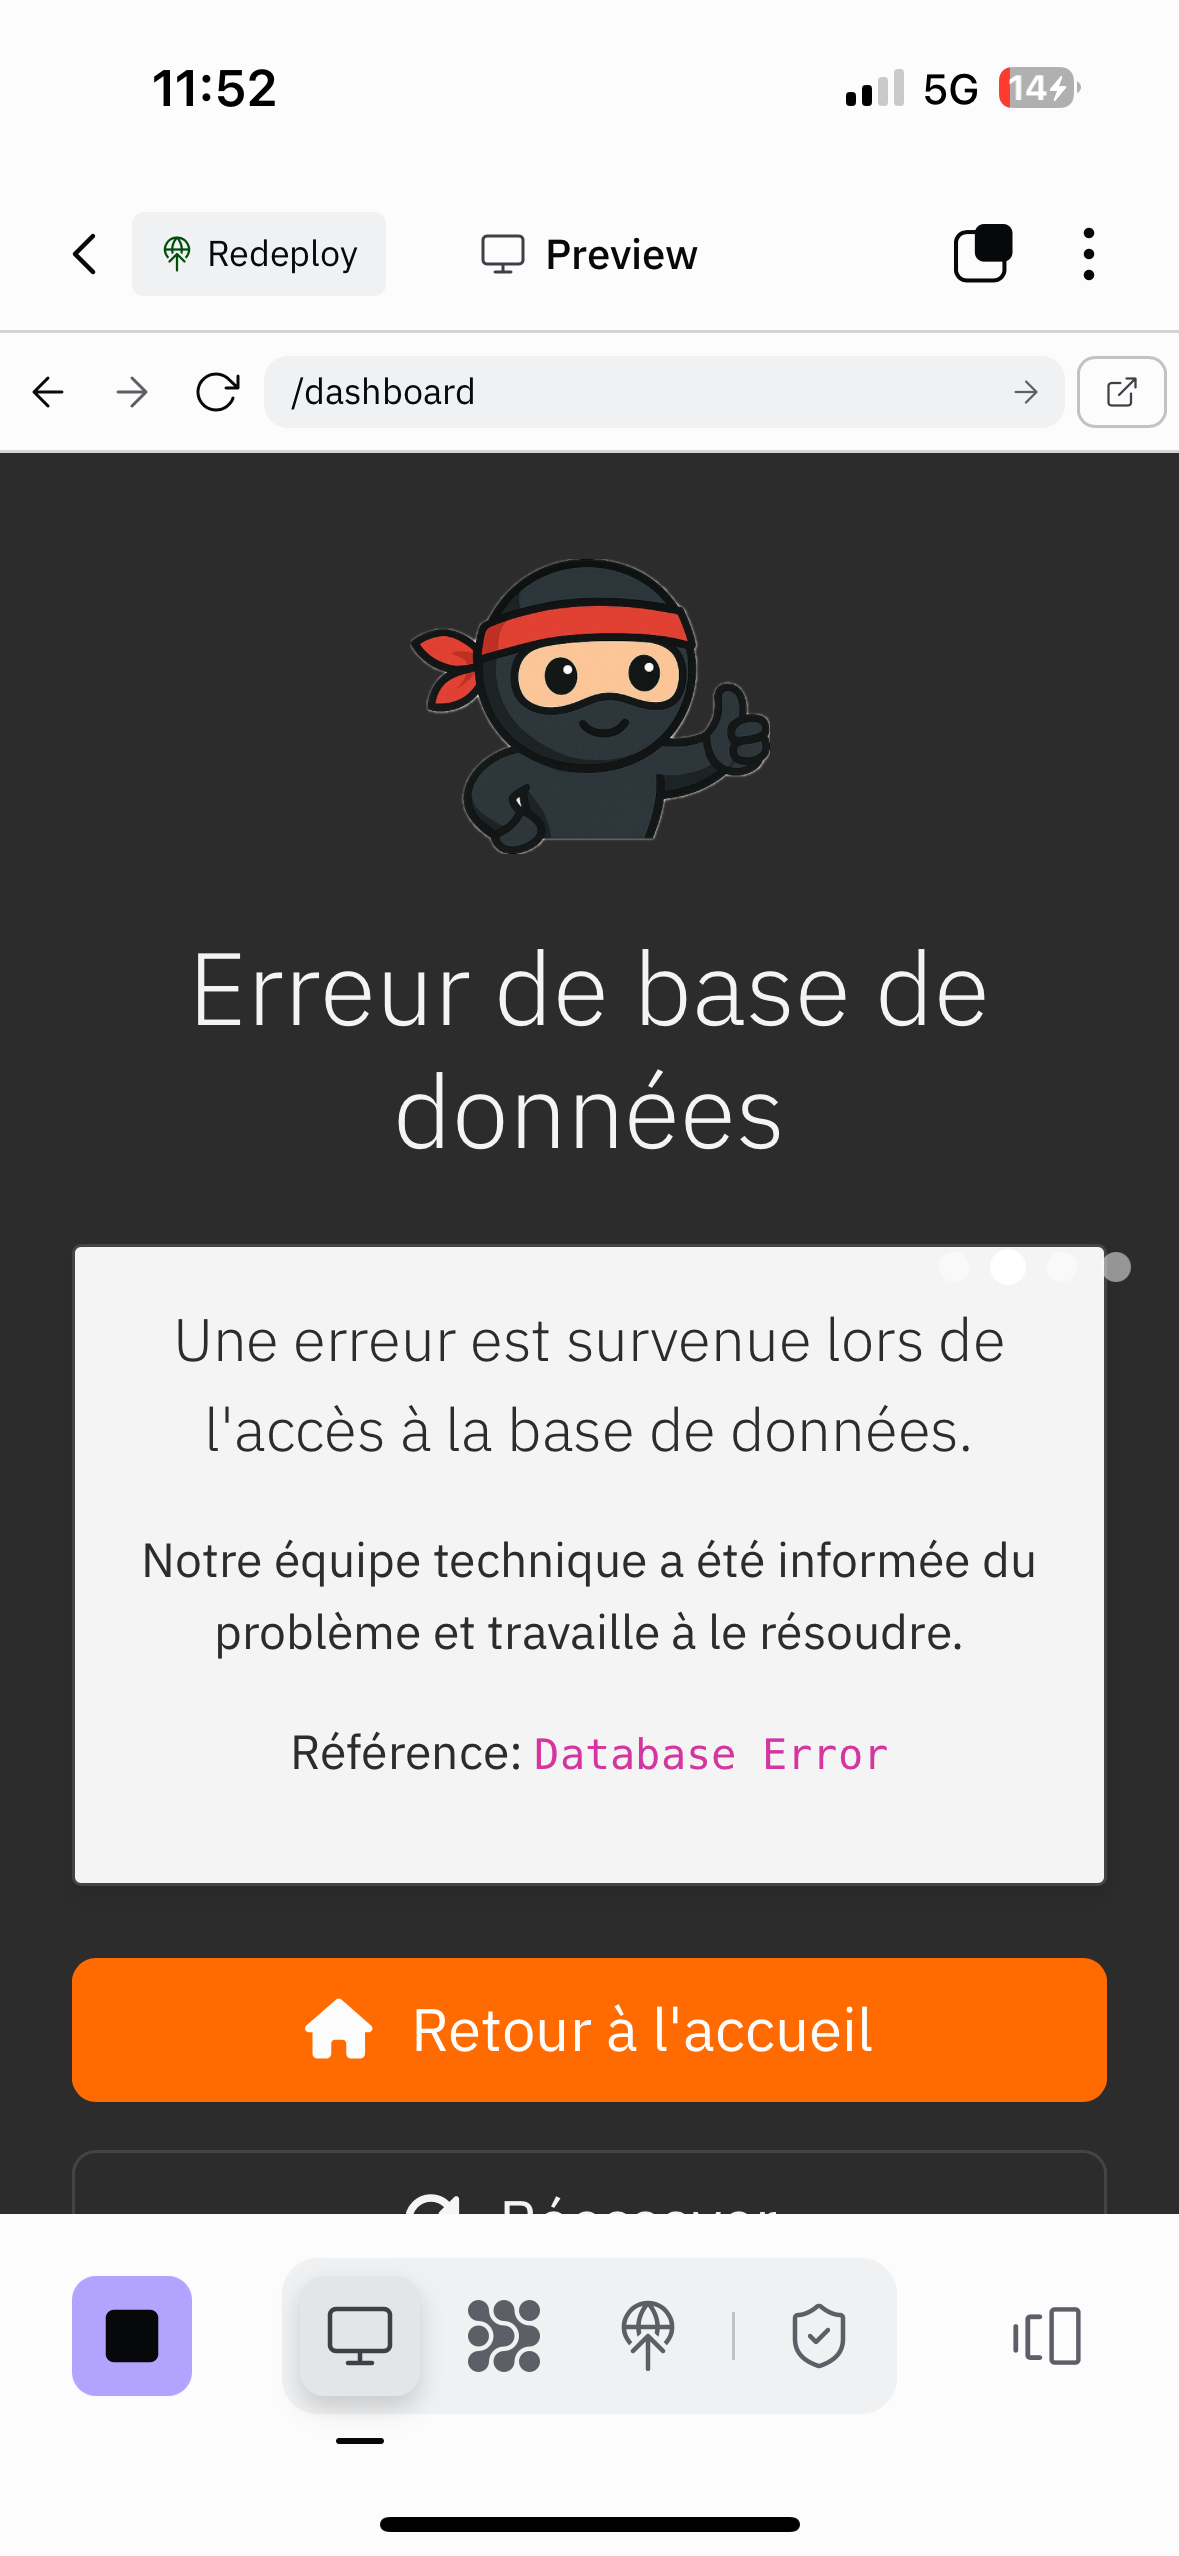 11:52
5G
14
Redeploy
Preview
/dashboard
Erreur de base de
données
Une erreur est survenue lors de
l'accès à la base de données.
Notre équipe technique a été informée du
problème et travaille à le résoudre.
Référence: Database Error
Retour à l'accueil
Réessayer